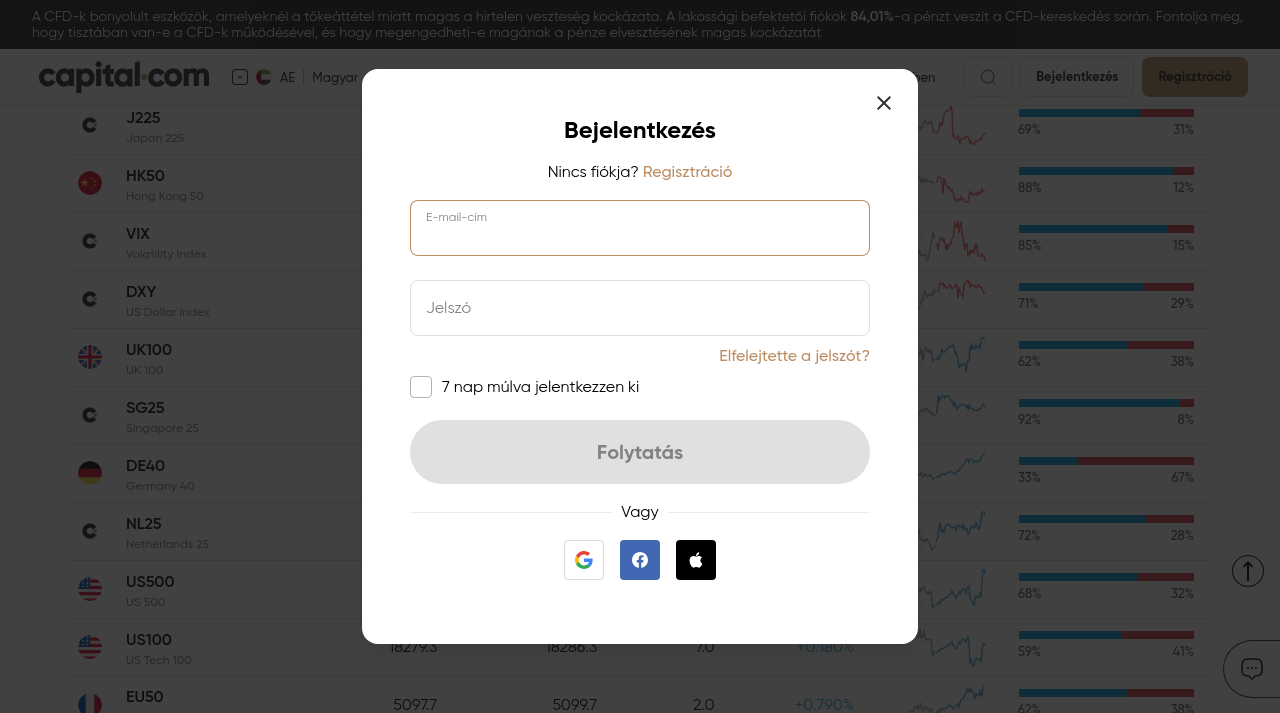 A CFD-k bonyolult eszközök, amelyeknél a tőkeáttétel miatt magas a hirtelen veszteség kockázata. A lakossági befektetői fiókok 84,01%-a pénzt veszít a CFD-kereskedés során. Fontolja meg,
hogy tisztában van-e a CFD-k működésével, és hogy megengedheti-e magának a pénze elvesztésének magas kockázatát
capital.com AE Magyar Bejelentkezés Regisztráció
J225
Japan 225
69% 31%
HK50
Hong Kong 50
88% 12%
VIX
Volatility Index
85% 15%
DXY
US Dollar Index
71% 29%
UK100
UK 100
62% 38%
SG25
Singapore 25
92% 8%
DE40
Germany 40
33% 67%
NL25
Netherlands 25
72% 28%
US500
US 500
68% 32%
US100
US Tech 100
18279.3 18286.3 7.0 +0.180%
59% 41%
EU50
5097.7 5099.7 2.0 +0.790%
62% 38%
Bejelentkezés
Nincs fiókja? Regisztráció
E-mail-cím
Jelszó
Elfelejtette a jelszót?
7 nap múlva jelentkezzen ki
Folytatás
Vagy